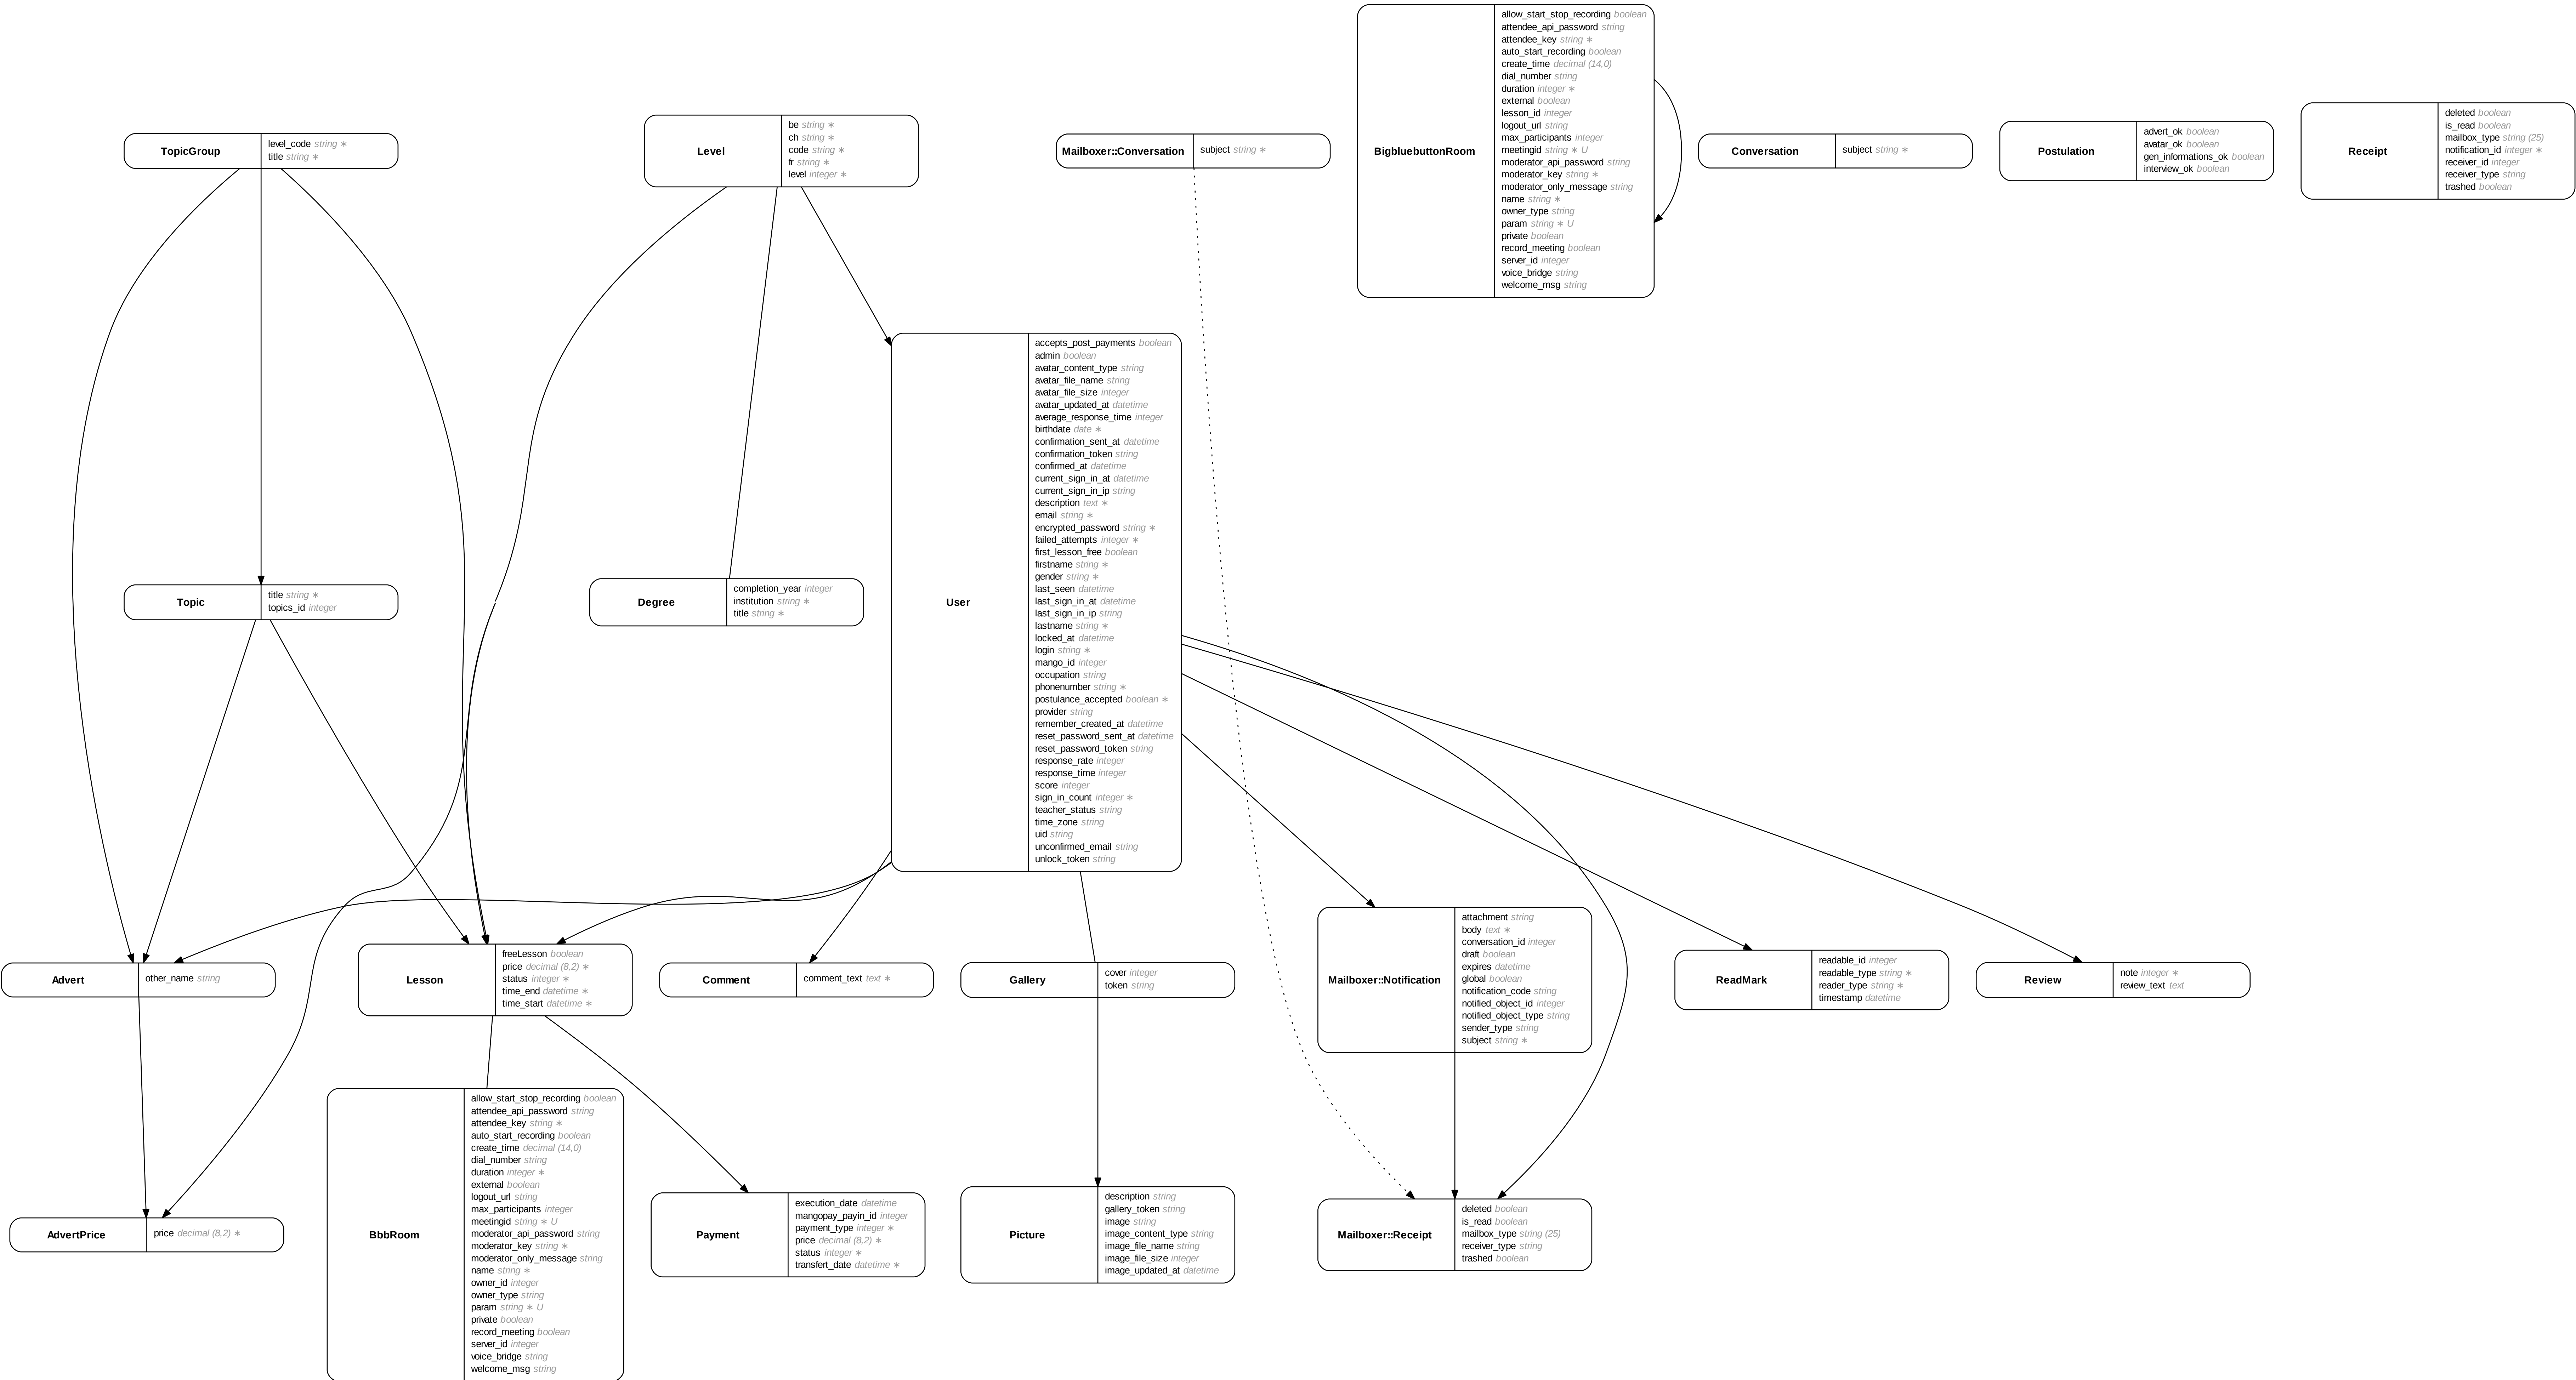 TopicGroup
level_code string ∗
title string ∗
Level
be string ∗
ch string ∗
code string ∗
fr string ∗
level integer ∗
Mailboxer::Conversation
subject string ∗
BigbluebuttonRoom
allow_start_stop_recording boolean
attendee_api_password string
attendee_key string ∗
auto_start_recording boolean
create_time decimal (14,0)
dial_number string
duration integer ∗
external boolean
lesson_id integer
logout_url string
max_participants integer
meetingid string ∗ U
moderator_api_password string
moderator_key string ∗
moderator_only_message string
name string ∗
owner_type string
param string ∗ U
private boolean
record_meeting boolean
server_id integer
voice_bridge string
welcome_msg string
Conversation
subject string ∗
Postulation
advert_ok boolean
avatar_ok boolean
gen_informations_ok boolean
interview_ok boolean
Receipt
deleted boolean
is_read boolean
mailbox_type string (25)
notification_id integer ∗
receiver_id integer
receiver_type string
trashed boolean
Topic
title string ∗
topics_id integer
Degree
completion_year integer
institution string ∗
title string ∗
User
accepts_post_payments boolean
admin boolean
avatar_content_type string
avatar_file_name string
avatar_file_size integer
avatar_updated_at datetime
average_response_time integer
birthdate date ∗
confirmation_sent_at datetime
confirmation_token string
confirmed_at datetime
current_sign_in_at datetime
current_sign_in_ip string
description text ∗
email string ∗
encrypted_password string ∗
failed_attempts integer ∗
first_lesson_free boolean
firstname string ∗
gender string ∗
last_seen datetime
last_sign_in_at datetime
last_sign_in_ip string
lastname string ∗
locked_at datetime
login string ∗
mango_id integer
occupation string
phonenumber string ∗
postulance_accepted boolean ∗
provider string
remember_created_at datetime
reset_password_sent_at datetime
reset_password_token string
response_rate integer
response_time integer
score integer
sign_in_count integer ∗
teacher_status string
time_zone string
uid string
unconfirmed_email string
unlock_token string
Advert
other_name string
Lesson
freeLesson boolean
price decimal (8,2) ∗
status integer ∗
time_end datetime ∗
time_start datetime ∗
Comment
comment_text text ∗
Gallery
cover integer
token string
Mailboxer::Notification
attachment string
body text ∗
conversation_id integer
draft boolean
expires datetime
global boolean
notification_code string
notified_object_id integer
notified_object_type string
sender_type string
subject string ∗
ReadMark
readable_id integer
readable_type string ∗
reader_type string ∗
timestamp datetime
Review
note integer ∗
review_text text
AdvertPrice
price decimal (8,2) ∗
BbbRoom
allow_start_stop_recording boolean
attendee_api_password string
attendee_key string ∗
auto_start_recording boolean
create_time decimal (14,0)
dial_number string
duration integer ∗
external boolean
logout_url string
max_participants integer
meetingid string ∗ U
moderator_api_password string
moderator_key string ∗
moderator_only_message string
name string ∗
owner_id integer
owner_type string
param string ∗ U
private boolean
record_meeting boolean
server_id integer
voice_bridge string
welcome_msg string
Payment
execution_date datetime
mangopay_payin_id integer
payment_type integer ∗
price decimal (8,2) ∗
status integer ∗
transfert_date datetime ∗
Picture
description string
gallery_token string
image string
image_content_type string
image_file_name string
image_file_size integer
image_updated_at datetime
Mailboxer::Receipt
deleted boolean
is_read boolean
mailbox_type string (25)
receiver_type string
trashed boolean